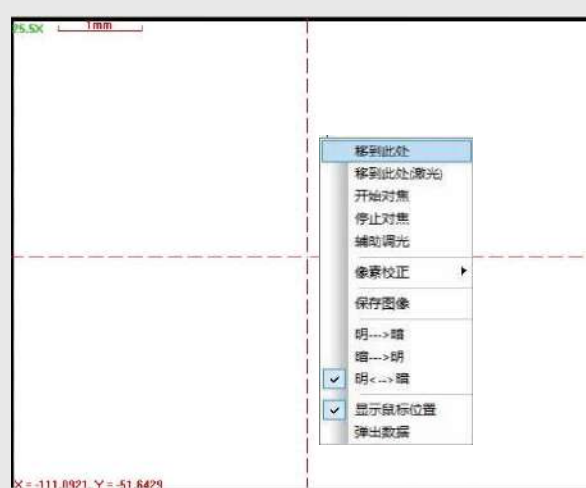 25.5X
1mm
移到此处
移到此处(激光)
开始对焦
停止对焦
辅助调光
像素校正
保存图像
明--->暗
暗--->明
明<-->暗
显示鼠标位置
弹出数据
X = -111.0921, Y = -51.6429